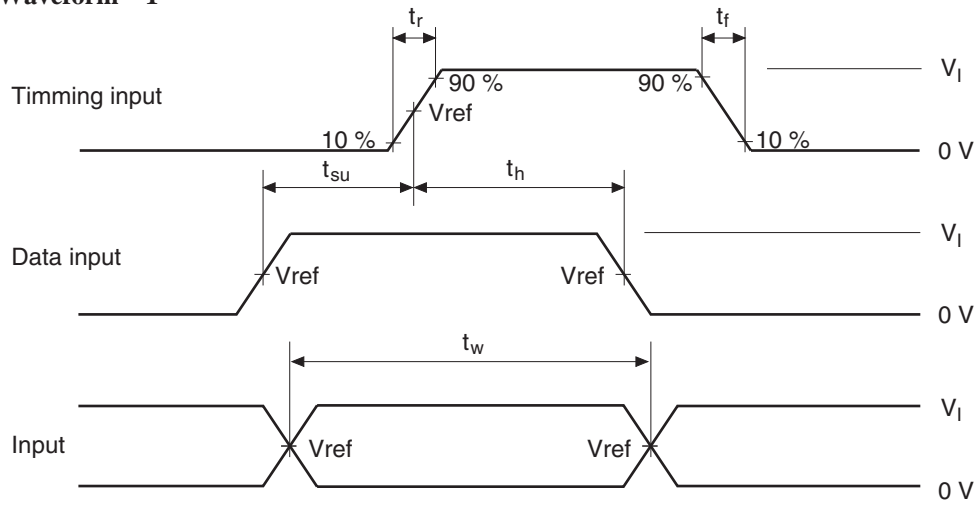 Waveform – 1
tr
tf
VI
90 %
90 %
Timming input
Vref
10 %
10 %
0 V
tsu
th
VI
Data input
Vref
Vref
0 V
tw
VI
Input
Vref
Vref
0 V